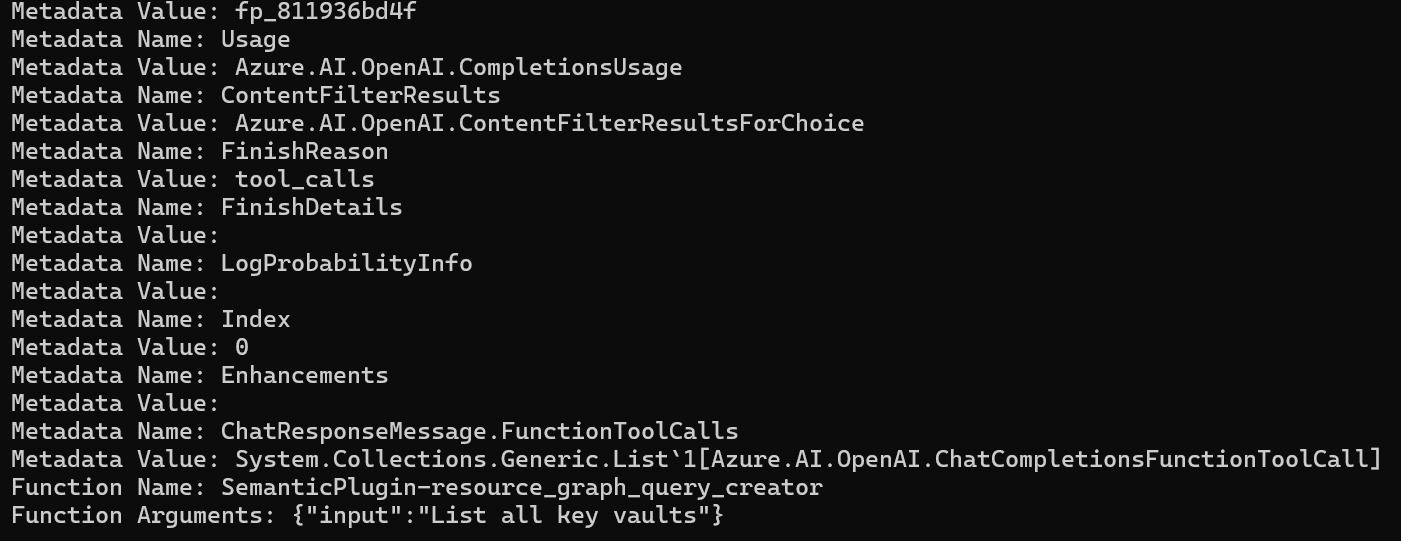 Metadata Value: fp_811936bd4f
Metadata Name: Usage
Metadata Value: Azure.AI.OpenAI.CompletionsUsage
Metadata Name: ContentFilterResults
Metadata Value: Azure.AI.OpenAI.ContentFilterResultsForChoice
Metadata Name: FinishReason
Metadata Value: tool_calls
Metadata Name: FinishDetails
Metadata Value:
Metadata Name: LogProbabilityInfo
Metadata Value:
Metadata Name: Index
Metadata Value: 0
Metadata Name: Enhancements
Metadata Value:
Metadata Name: ChatResponseMessage.FunctionToolCalls
Metadata Value: System.Collections.Generic.List`1[Azure.AI.OpenAI.ChatCompletionsFunctionToolCall]
Function Name: SemanticPlugin-resource_graph_query_creator
Function Arguments: {"input":"List all key vaults"}